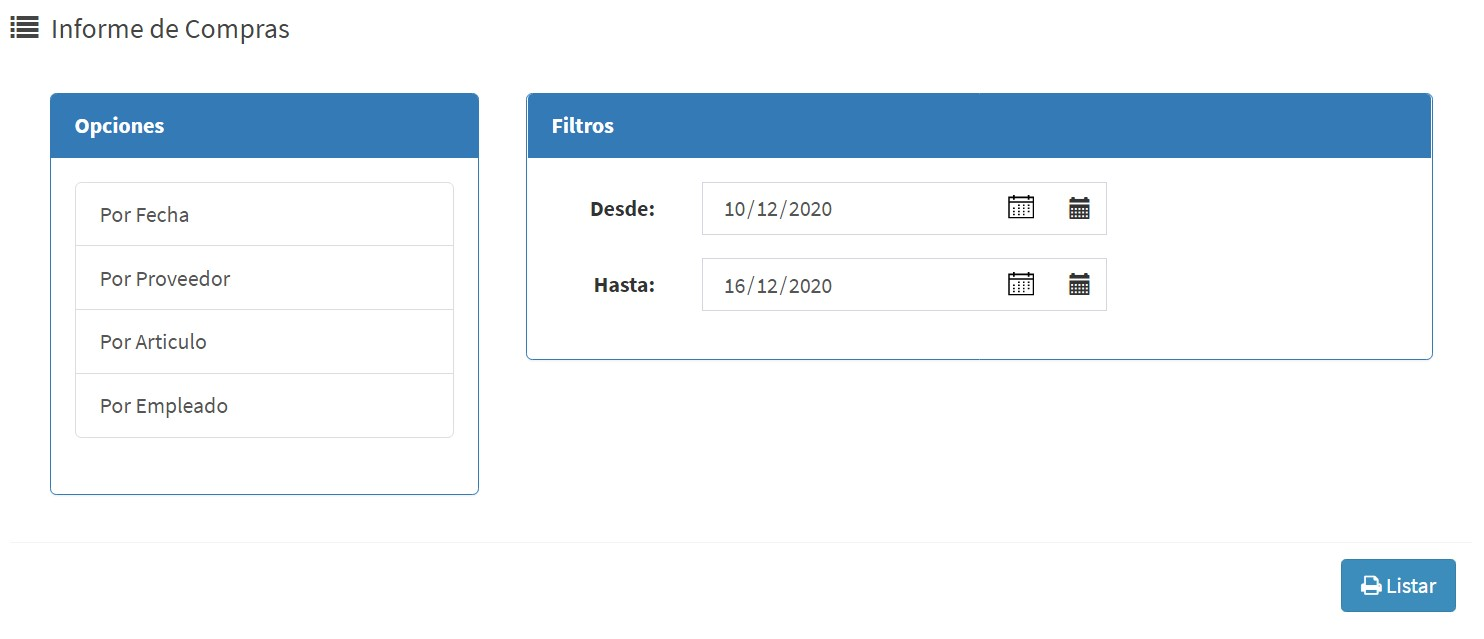 Informe de Compras
Opciones
Por Fecha
Por Proveedor
Por Articulo
Por Empleado
Filtros
Desde: 10/12/2020
Hasta: 16/12/2020
Listar